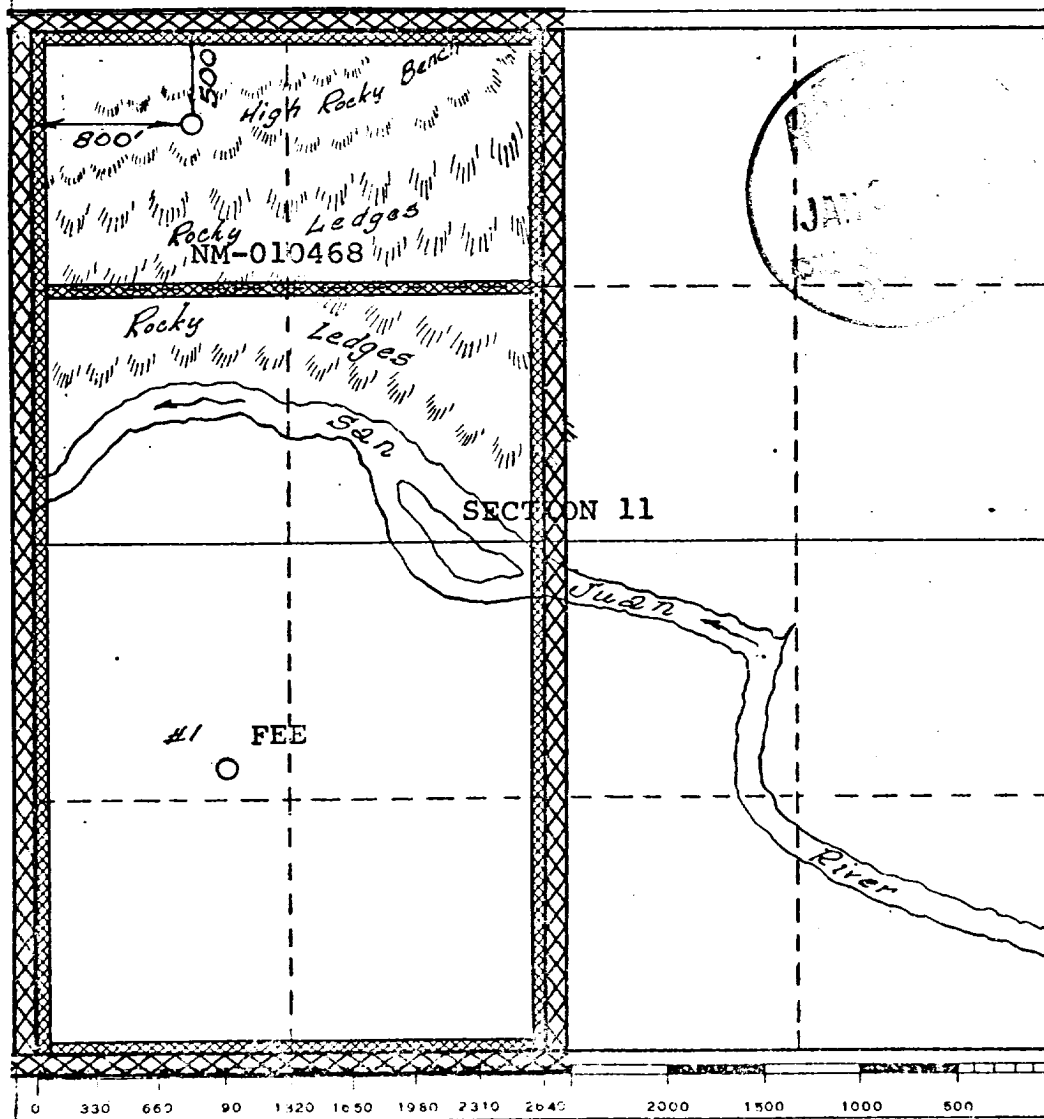 500
High Rocky Bench
800'
Rocky Ledges
NM-010468
Rocky Ledges
San
SECTION 11
Juan
#1 FEE
River
0 330 660 90 1320 1650 1980 2310 2640 2000 1500 1000 500